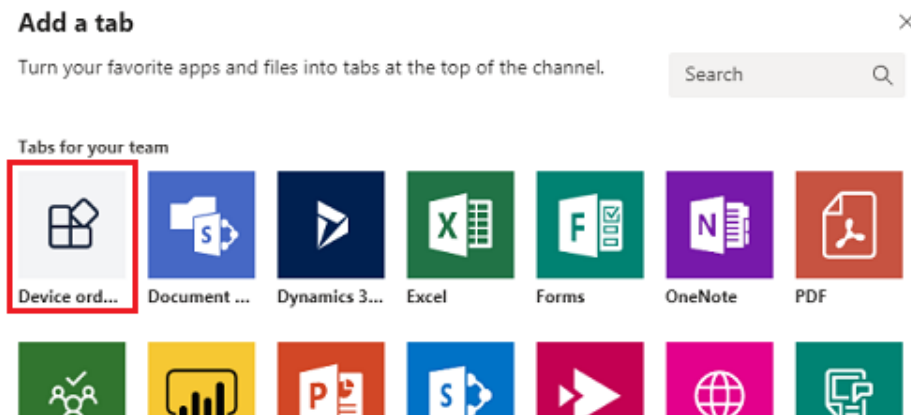 Add a tab
Turn your favorite apps and files into tabs at the top of the channel.
Search
Tabs for your team
S
X
F
N
Device ord...
Document ...
Dynamics 3...
Excel
Forms
OneNote
PDF
P
S